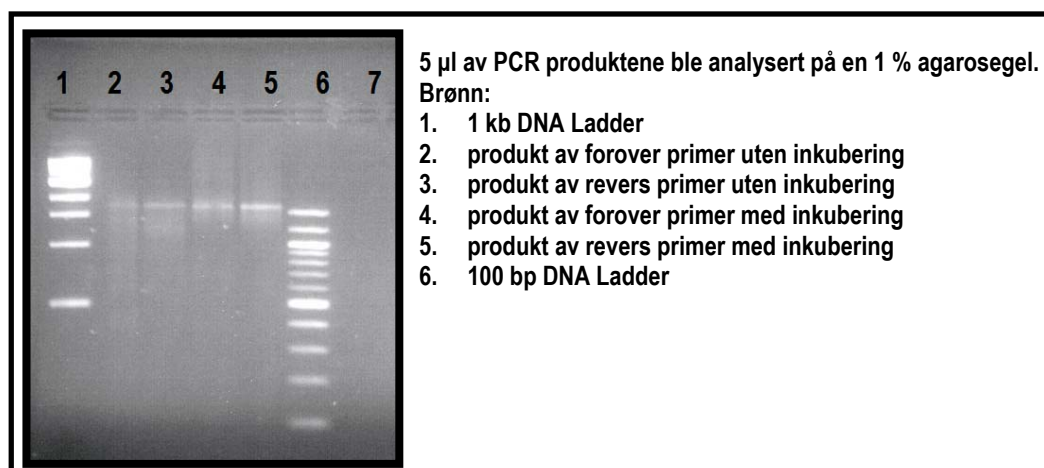 1 2 3 4 5 6 7
5 µl av PCR produktene ble analysert på en 1 % agarosegel.
Brønn:
1. 1 kb DNA Ladder
2. produkt av forover primer uten inkubering
3. produkt av revers primer uten inkubering
4. produkt av forover primer med inkubering
5. produkt av revers primer med inkubering
6. 100 bp DNA Ladder